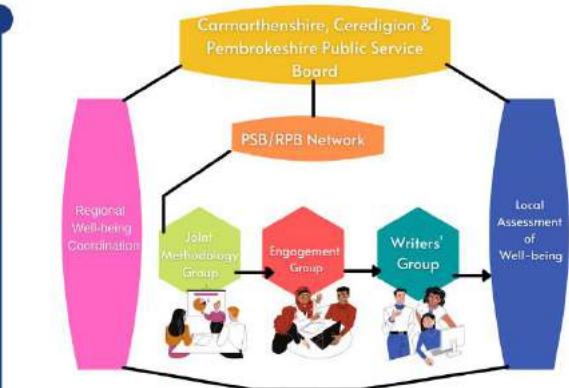 Carmarthenshire, Ceredigion &
Pembrokeshire Public Service
Board
PSB/RPB Network
Regional
Well-being
Coordination
Joint
Methodology
Group
Engagement
Group
Writers'
Group
Local
Assessment
of
Well-being